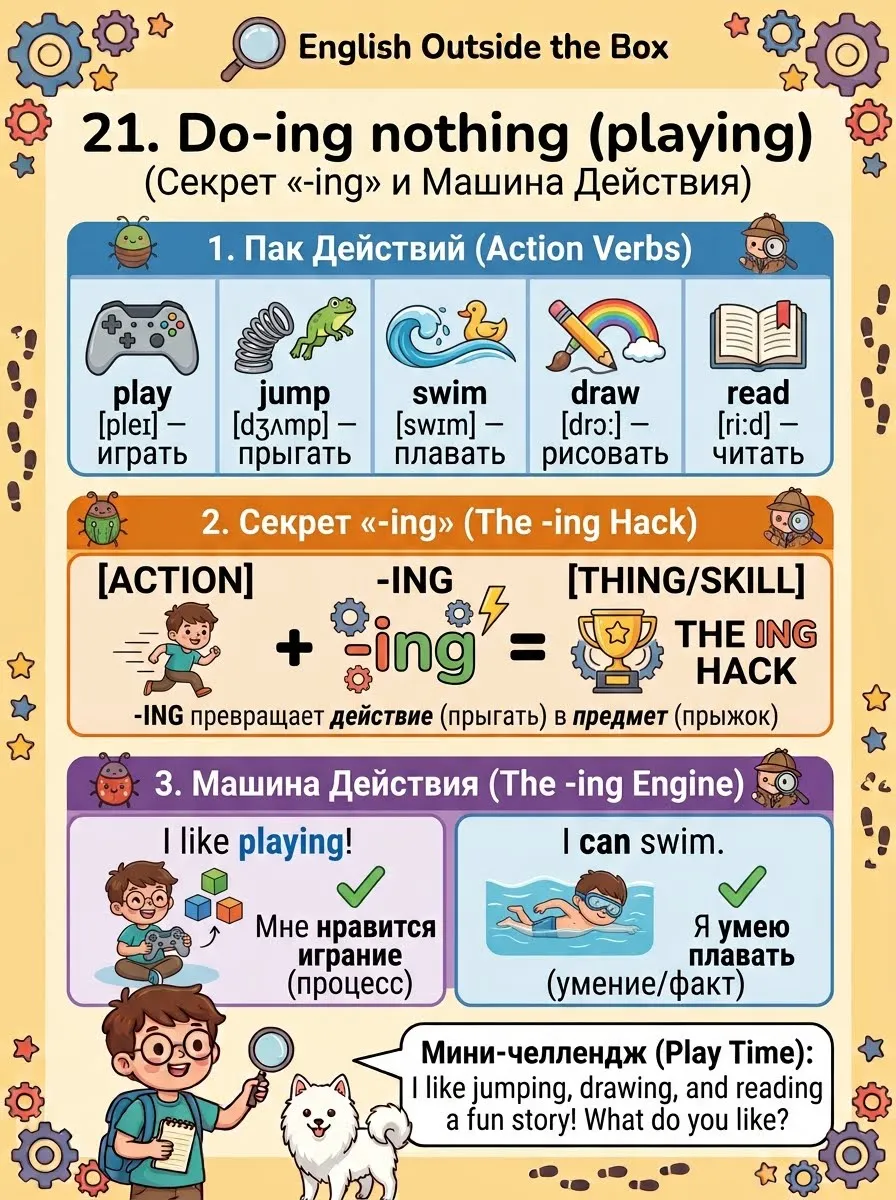 English Outside the Box
21. Do-ing nothing (playing)
(Секрет «-ing» и Машина Действия)
1. Пак Действий (Action Verbs)
play
[pleɪ] —
играть
jump
[dʒʌmp] —
прыгать
swim
[swɪm] —
плавать
draw
[drɔː] —
рисовать
read
[riːd] —
читать
2. Секрет «-ing» (The -ing Hack)
[ACTION]
+
-ING
-ing
=
[THING/SKILL]
THE ING
HACK
-ING превращает действие (прыгать) в предмет (прыжок)
3. Машина Действия (The -ing Engine)
I like playing!
Мне нравится
играние
(процесс)
I can swim.
Я умею
плавать
(умение/факт)
Мини-челлендж (Play Time):
I like jumping, drawing, and reading
a fun story! What do you like?